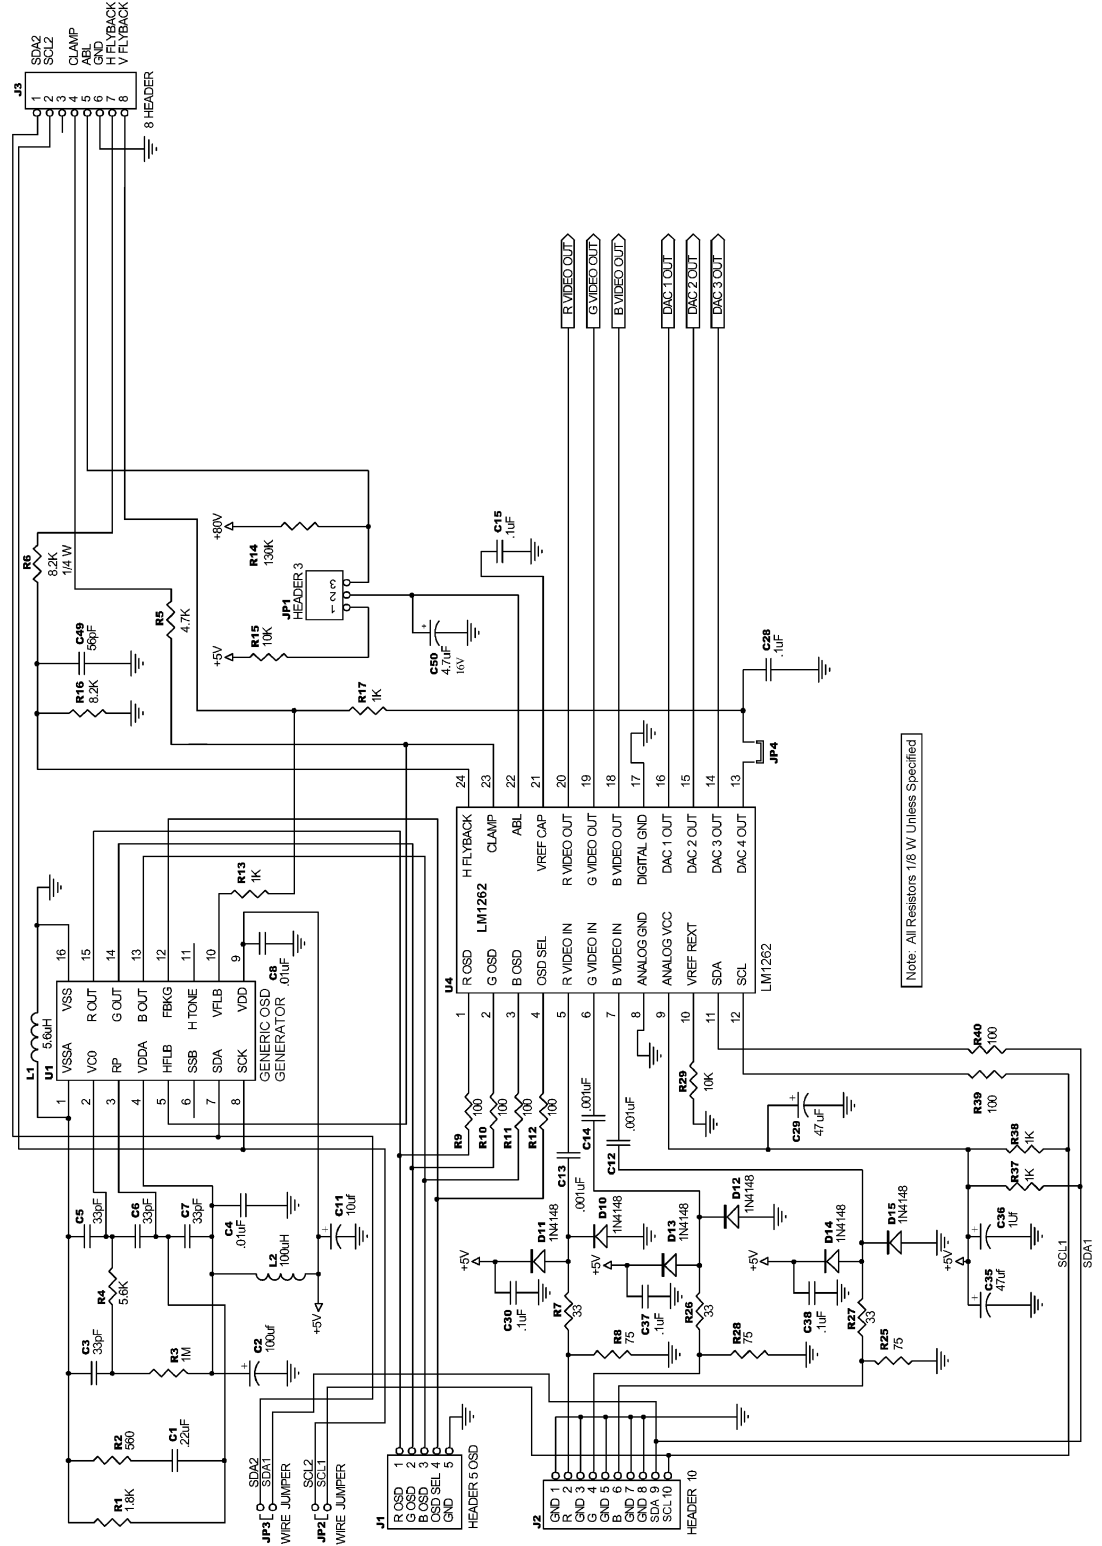 J3
1 SDA2
2 SCL2
3
4 CLAMP
5 ABL
6 GND
7 H FLYBACK
8 V FLYBACK
8 HEADER
R6
8.2K
1/4 W
C49
56pF
R16
8.2K
R5
4.7K
+80V
R14
130K
JP1
HEADER 3
1 2 3
+5V
R15
10K
C50
4.7uF
16V
C15
.1uF
R17
1K
C28
.1uF
JP4
R VIDEO OUT
G VIDEO OUT
B VIDEO OUT
DAC 1 OUT
DAC 2 OUT
DAC 3 OUT
L1
5.6uH
U1
1 VSSA
2 VC0
3 RP
4 VDDA
5 HFLB
6 SSB
7 SDA
8 SCK
16 VSS
15 R OUT
14 G OUT
13 B OUT
12 FBKG
11 H TONE
10 VFLB
9 VDD
GENERIC OSD
GENERATOR
R13
1K
C8
.01uF
U4
LM1262
1 R OSD
2 G OSD
3 B OSD
4 OSD SEL
5 R VIDEO IN
6 G VIDEO IN
7 B VIDEO IN
8 ANALOG GND
9 ANALOG VCC
10 VREF REXT
11 SDA
12 SCL
24 H FLYBACK
23 CLAMP
22 ABL
21 VREF CAP
20 R VIDEO OUT
19 G VIDEO OUT
18 B VIDEO OUT
17 DIGITAL GND
16 DAC 1 OUT
15 DAC 2 OUT
14 DAC 3 OUT
13 DAC 4 OUT
LM1262
Note: All Resistors 1/8 W Unless Specified
R9
100
R10
100
R11
100
R12
100
C13
.001uF
C14
.001uF
C12
.001uF
R29
10K
C29
47uF
R40
100
R39
100
R38
1K
R37
1K
C5
33pF
C6
33pF
C7
33pF
C4
.01uF
L2
100uH
C11
10uf
+5V
C3
33pF
R4
5.6K
R3
1M
C2
100uf
R2
560
C1
.22uF
R1
1.8K
+5V
D11
1N4148
D10
1N4148
C30
.1uF
R7
33
R8
75
+5V
D13
1N4148
D12
1N4148
C37
.1uF
R26
33
R28
75
+5V
D14
1N4148
D15
1N4148
C38
.1uF
R27
33
R25
75
+5V
C36
1Uf
C35
47uf
SCL1
SDA1
JP3
SDA2
SDA1
WIRE JUMPER
JP2
SCL2
SCL1
WIRE JUMPER
J1
R OSD 1
G OSD 2
B OSD 3
OSD SEL 4
GND 5
HEADER 5 OSD
J2
GND 1
R 2
GND 3
G 4
GND 5
B 6
GND 7
GND 8
SDA 9
SCL 10
HEADER 10